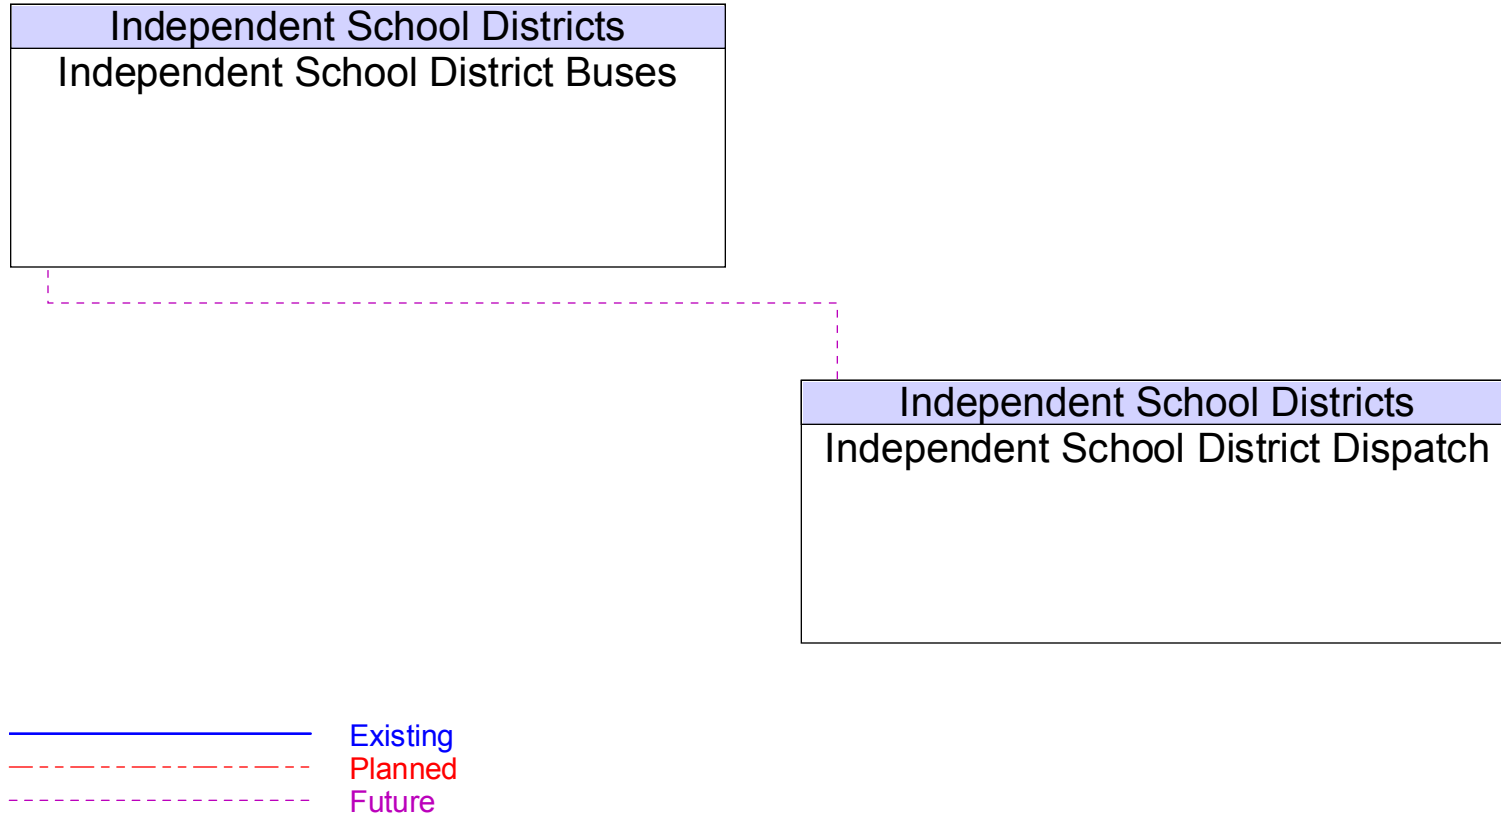 Independent School Districts
Independent School District Buses
Independent School Districts
Independent School District Dispatch
Existing
Planned
Future